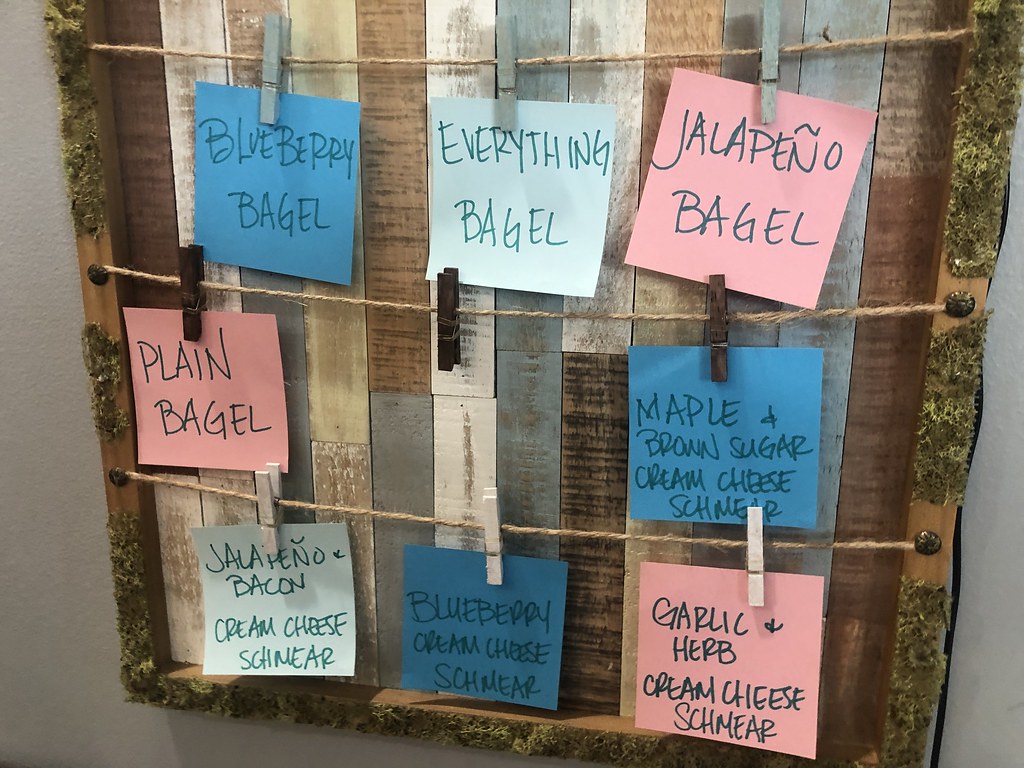 BLUEBERRY
BAGEL
EVERYTHING
BAGEL
JALAPEÑO
BAGEL
PLAIN
BAGEL
MAPLE &
BROWN SUGAR
CREAM CHEESE
SCHMEAR
JALAPEÑO &
BACON
CREAM CHEESE
SCHMEAR
BLUEBERRY
CREAM CHEESE
SCHMEAR
GARLIC &
HERB
CREAM CHEESE
SCHMEAR